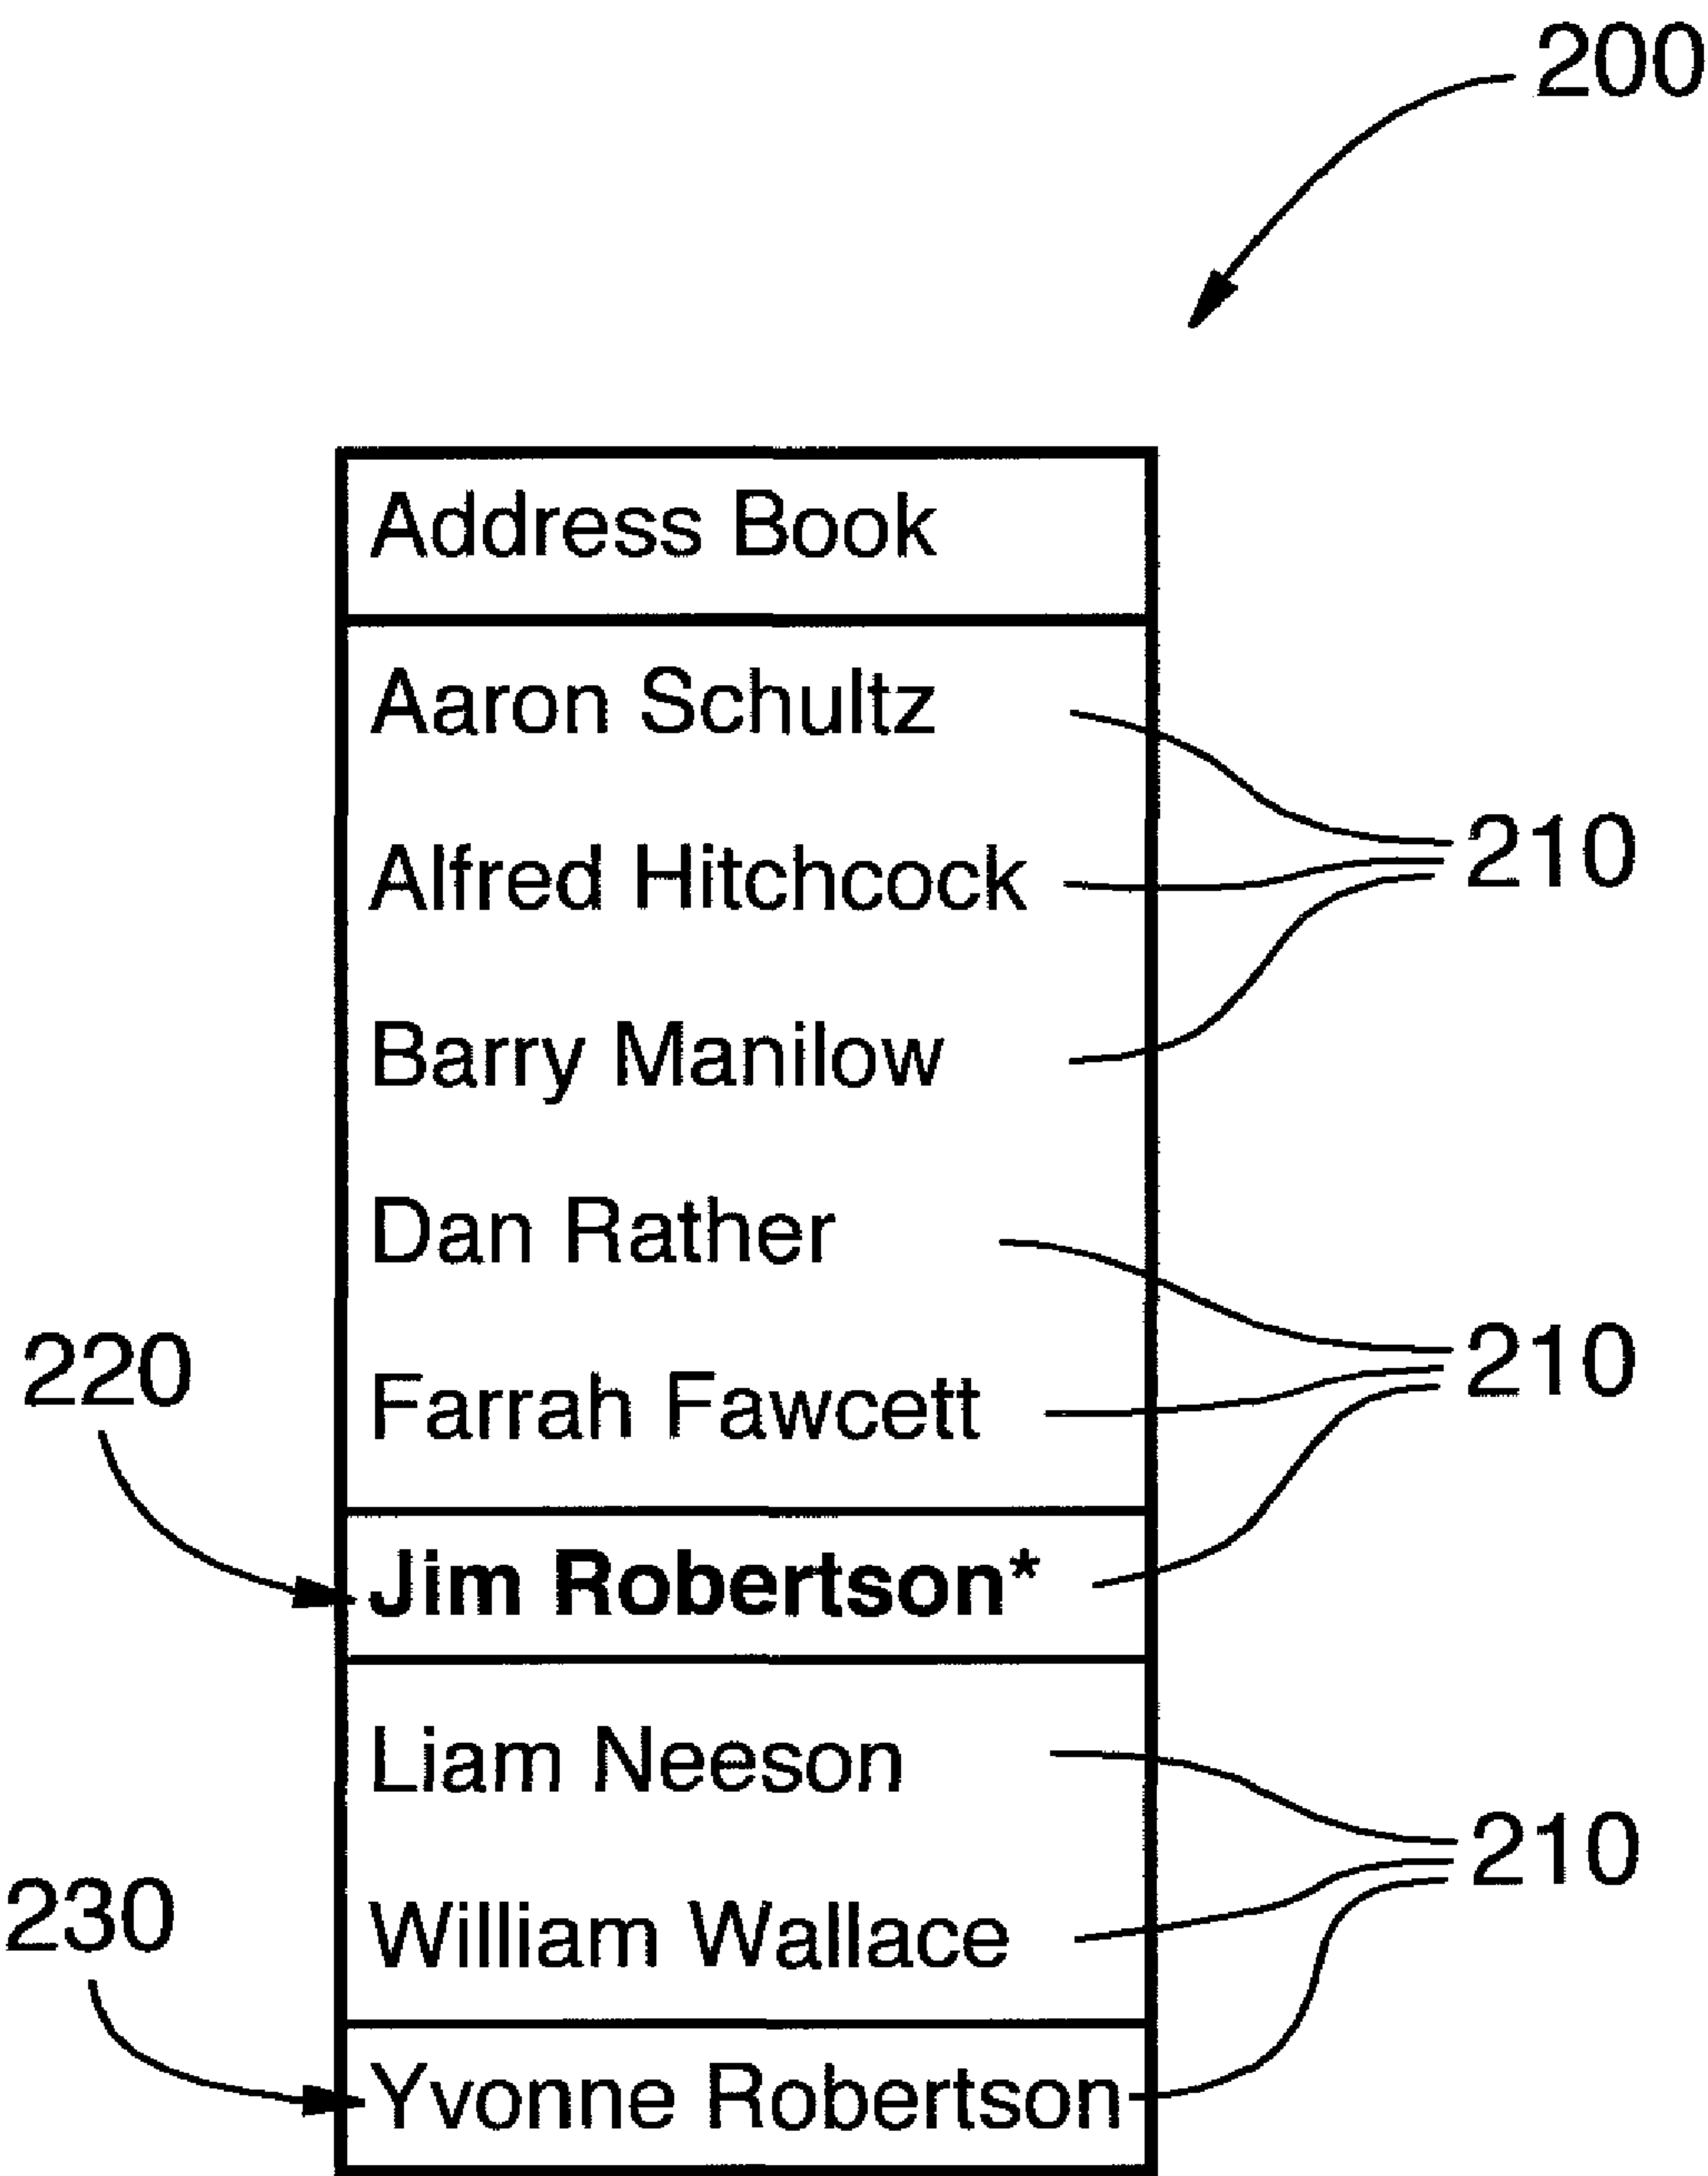 200
Address Book
Aaron Schultz
Alfred Hitchcock
210
Barry Manilow
Dan Rather
210
220
Farrah Fawcett
Jim Robertson*
Liam Neeson
210
230
William Wallace
Yvonne Robertson